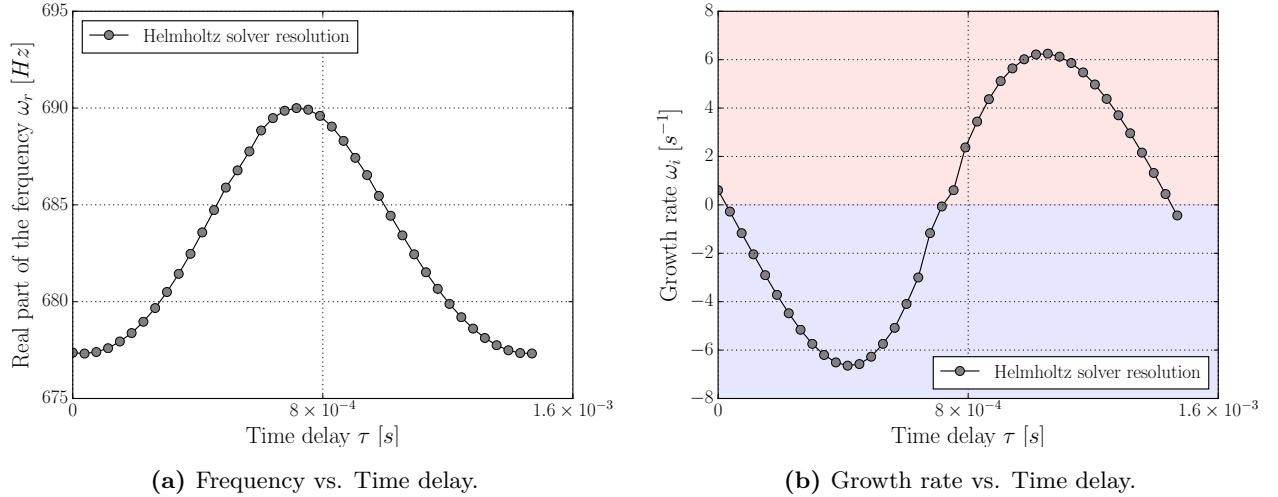 695
690
685
680
675
Real part of the ferquency ω_r [Hz]
Helmholtz solver resolution
0
8 × 10⁻⁴
1.6 × 10⁻³
Time delay τ [s]
(a) Frequency vs. Time delay.
8
6
4
2
0
−2
−4
−6
−8
Growth rate ω_i [s⁻¹]
Helmholtz solver resolution
0
8 × 10⁻⁴
1.6 × 10⁻³
Time delay τ [s]
(b) Growth rate vs. Time delay.